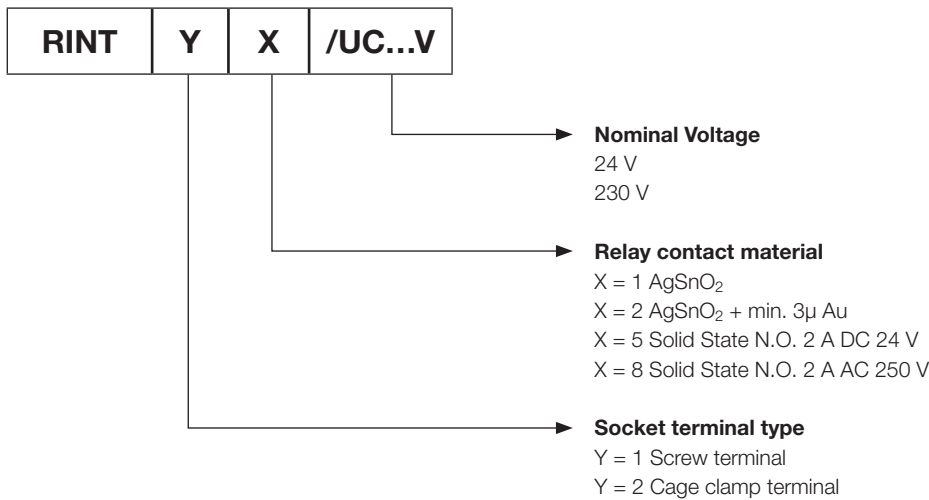 RINT Y X /UC...V
Nominal Voltage
24 V
230 V
Relay contact material
X = 1 AgSnO₂
X = 2 AgSnO₂ + min. 3µ Au
X = 5 Solid State N.O. 2 A DC 24 V
X = 8 Solid State N.O. 2 A AC 250 V
Socket terminal type
Y = 1 Screw terminal
Y = 2 Cage clamp terminal